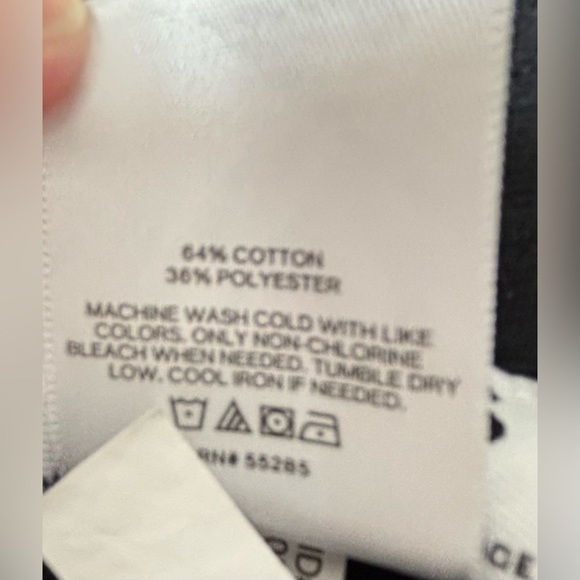 64% COTTON
36% POLYESTER
MACHINE WASH COLD WITH LIKE
COLORS. ONLY NON-CHLORINE
BLEACH WHEN NEEDED. TUMBLE DRY
LOW. COOL IRON IF NEEDED.
RN# 55285